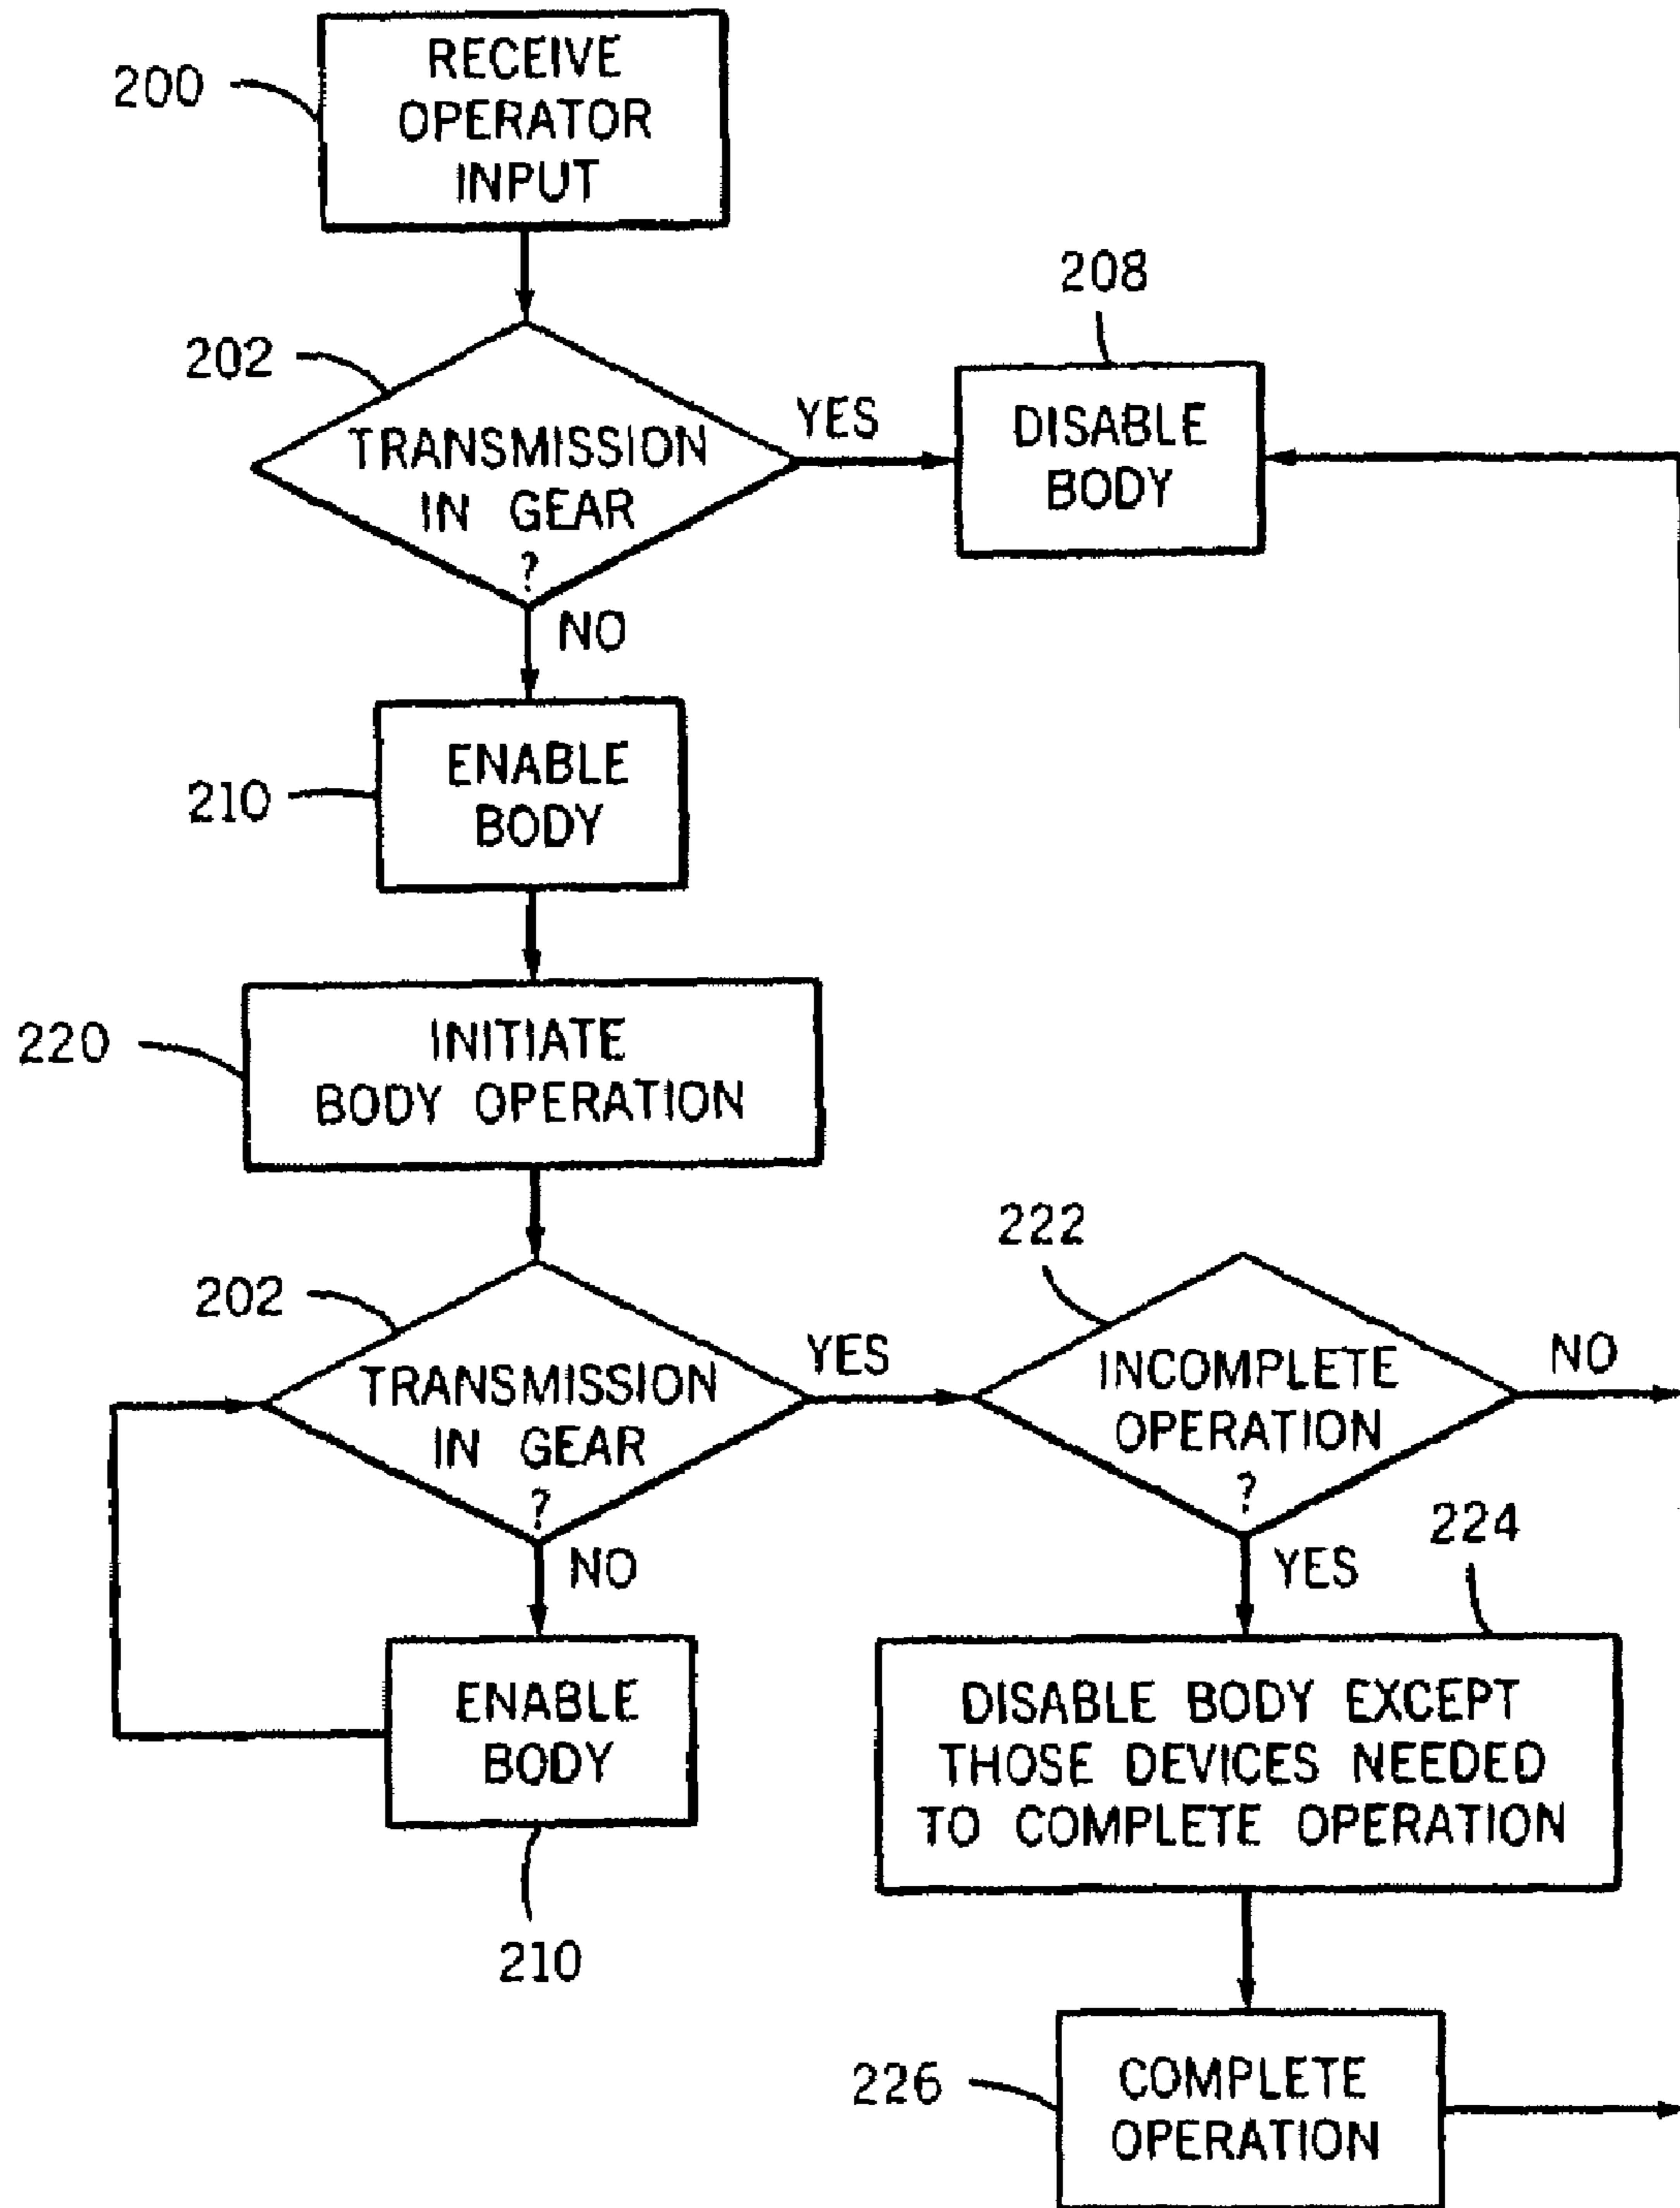 200
RECEIVE
OPERATOR
INPUT
208
202
TRANSMISSION
IN GEAR
?
YES
DISABLE
BODY
NO
210
ENABLE
BODY
220
INITIATE
BODY OPERATION
202
TRANSMISSION
IN GEAR
?
YES
222
INCOMPLETE
OPERATION
?
NO
NO
YES
224
ENABLE
BODY
210
DISABLE BODY EXCEPT
THOSE DEVICES NEEDED
TO COMPLETE OPERATION
226
COMPLETE
OPERATION